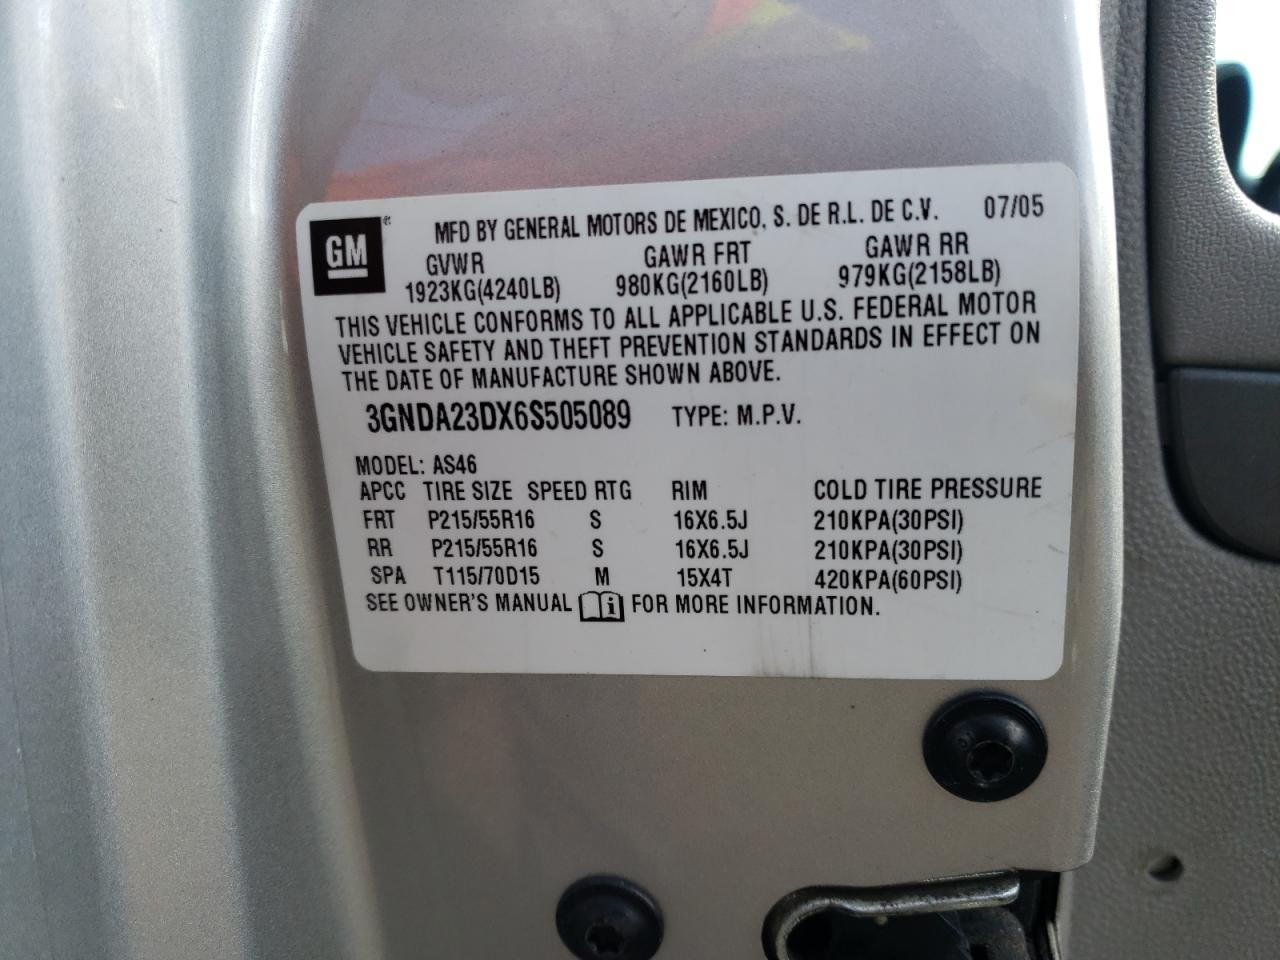 GM ® MFD BY GENERAL MOTORS DE MEXICO, S. DE R.L. DE C.V. 07/05
GVWR GAWR FRT GAWR RR
1923KG(4240LB) 980KG(2160LB) 979KG(2158LB)
THIS VEHICLE CONFORMS TO ALL APPLICABLE U.S. FEDERAL MOTOR
VEHICLE SAFETY AND THEFT PREVENTION STANDARDS IN EFFECT ON
THE DATE OF MANUFACTURE SHOWN ABOVE.
3GNDA23DX6S505089 TYPE: M.P.V.
MODEL: AS46
APCC TIRE SIZE SPEED RTG RIM COLD TIRE PRESSURE
FRT P215/55R16 S 16X6.5J 210KPA(30PSI)
RR P215/55R16 S 16X6.5J 210KPA(30PSI)
SPA T115/70D15 M 15X4T 420KPA(60PSI)
SEE OWNER'S MANUAL i FOR MORE INFORMATION.